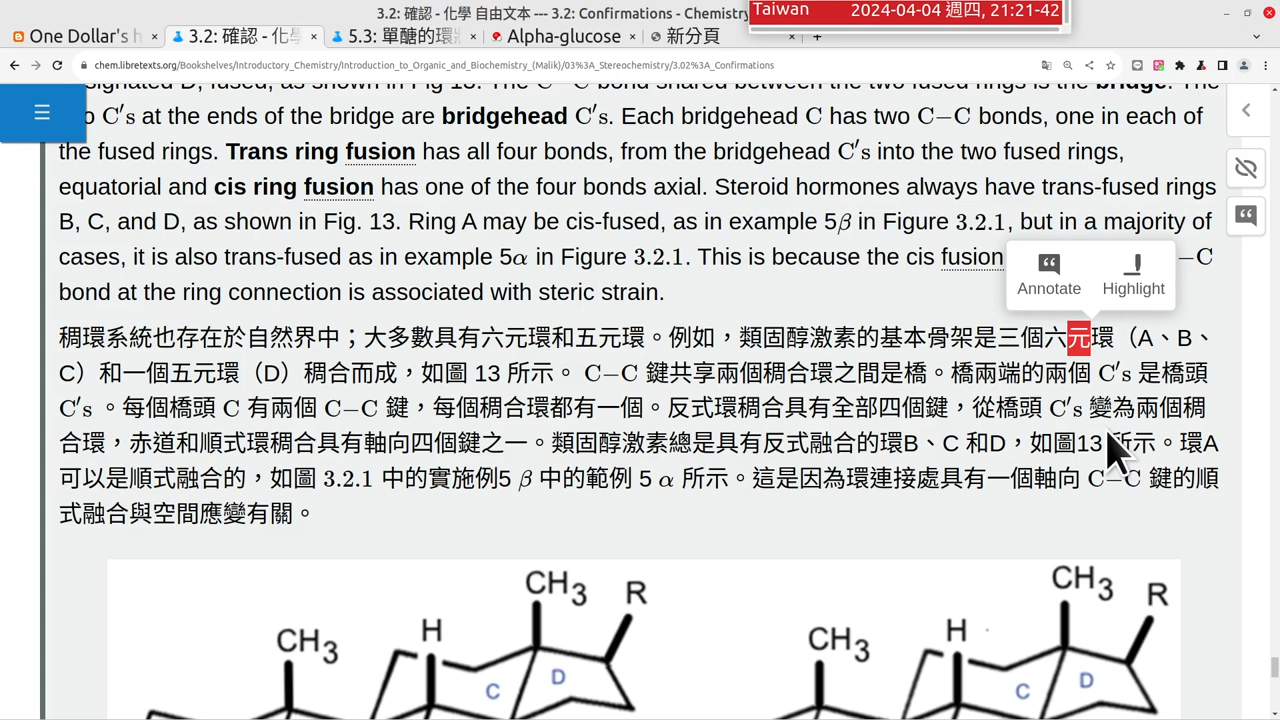 3.2: 確認 - 化學 自由文本 --- 3.2: Confirmations - Chemistry
Taiwan 2024-04-04 週四, 21:21-42
One Dollar's h
3.2: 確認 - 化學
5.3: 單醣的環
Alpha-glucose
新分頁
chem.libretexts.org/Bookshelves/Introductory_Chemistry/Introduction_to_Organic_and_Biochemistry_(Malik)/03%3A_Stereochemistry/3.02%3A_Confirmations
designated D, fused, as shown in Fig 13. The C−C bond shared between the two fused rings is the bridge. The
o C′s at the ends of the bridge are bridgehead C′s. Each bridgehead C has two C−C bonds, one in each of
the fused rings. Trans ring fusion has all four bonds, from the bridgehead C′s into the two fused rings,
equatorial and cis ring fusion has one of the four bonds axial. Steroid hormones always have trans-fused rings
B, C, and D, as shown in Fig. 13. Ring A may be cis-fused, as in example 5β in Figure 3.2.1, but in a majority of
cases, it is also trans-fused as in example 5α in Figure 3.2.1. This is because the cis fusion −C
Annotate Highlight
bond at the ring connection is associated with steric strain.
稠環系統也存在於自然界中；大多數具有六元環和五元環。例如，類固醇激素的基本骨架是三個六元環（A、B、
C）和一個五元環（D）稠合而成，如圖 13 所示。 C−C 鍵共享兩個稠合環之間是橋。橋兩端的兩個 C′s 是橋頭
C′s 。每個橋頭 C 有兩個 C−C 鍵，每個稠合環都有一個。反式環稠合具有全部四個鍵，從橋頭 C′s 變為兩個稠
合環，赤道和順式環稠合具有軸向四個鍵之一。類固醇激素總是具有反式融合的環B、C 和D，如圖13 所示。環A
可以是順式融合的，如圖 3.2.1 中的實施例5 β 中的範例 5 α 所示。這是因為環連接處具有一個軸向 C−C 鍵的順
式融合與空間應變有關。
CH3 R CH3 R
CH3 H D CH3 H D
C C